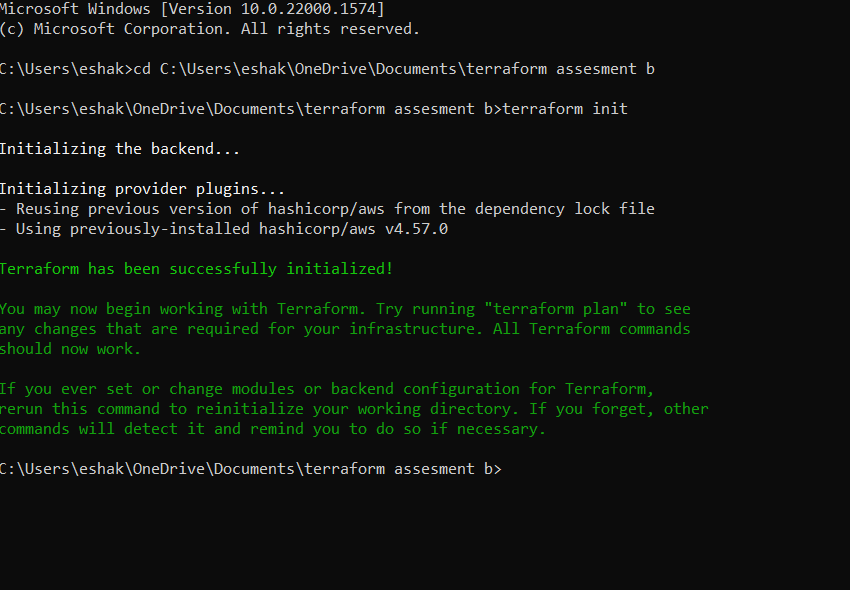 Microsoft Windows [Version 10.0.22000.1574]
(c) Microsoft Corporation. All rights reserved.
C:\Users\eshak>cd C:\Users\eshak\OneDrive\Documents\terraform assesment b
C:\Users\eshak\OneDrive\Documents\terraform assesment b>terraform init
Initializing the backend...
Initializing provider plugins...
- Reusing previous version of hashicorp/aws from the dependency lock file
- Using previously-installed hashicorp/aws v4.57.0
Terraform has been successfully initialized!
You may now begin working with Terraform. Try running "terraform plan" to see
any changes that are required for your infrastructure. All Terraform commands
should now work.
If you ever set or change modules or backend configuration for Terraform,
rerun this command to reinitialize your working directory. If you forget, other
commands will detect it and remind you to do so if necessary.
C:\Users\eshak\OneDrive\Documents\terraform assesment b>